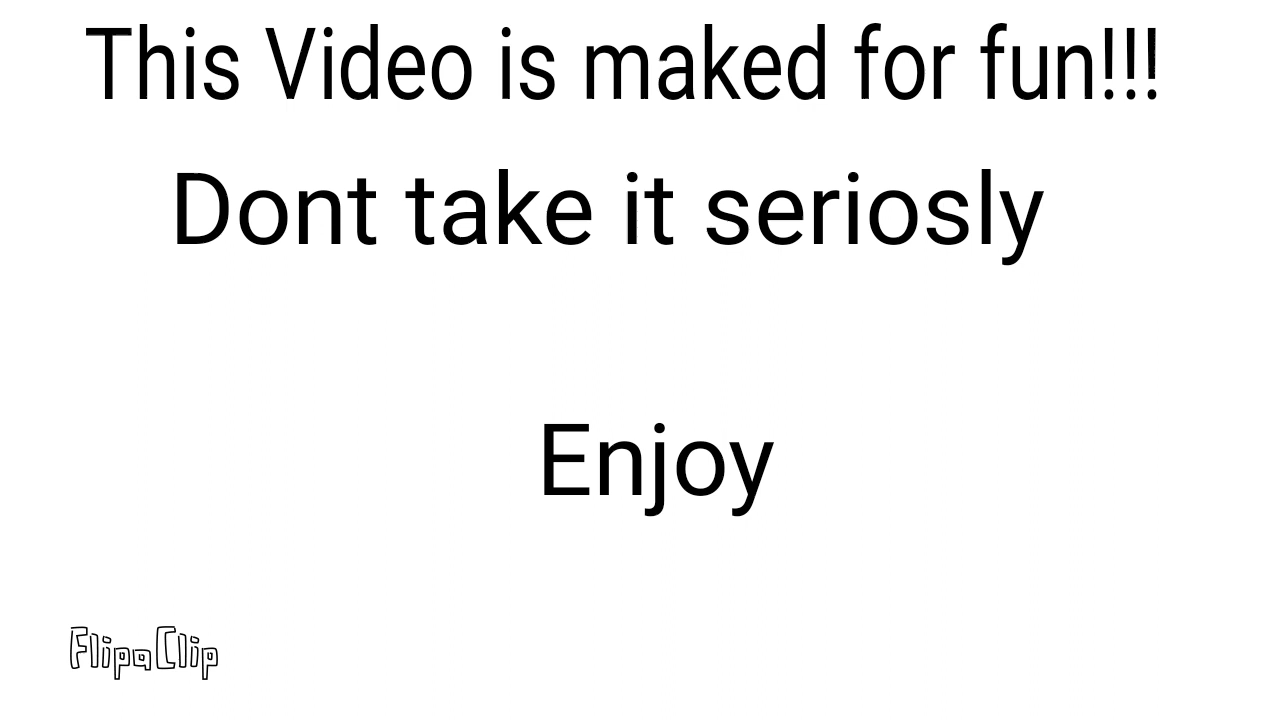 This Video is maked for fun!!!
Dont take it seriosly
Enjoy
FlipaClip